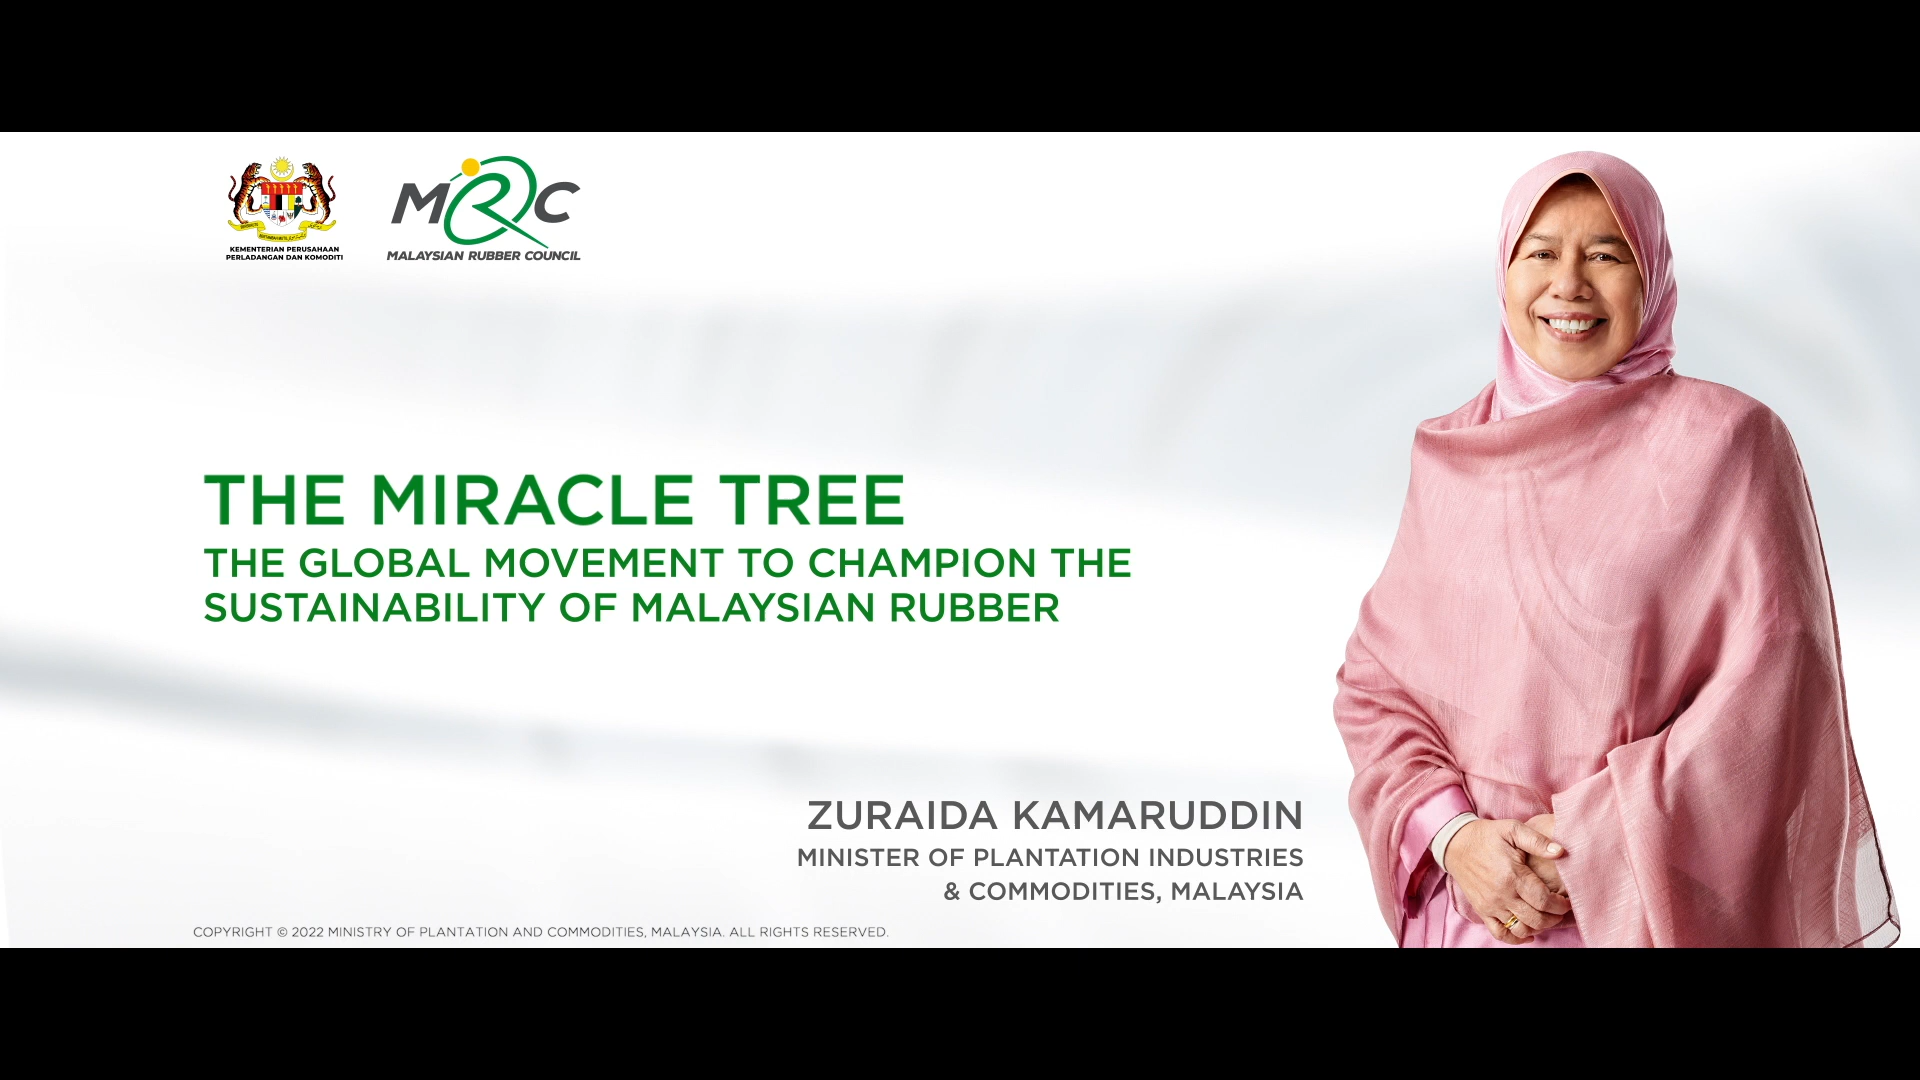 KEMENTERIAN PERUSAHAAN
PERLADANGAN DAN KOMODITI
MRC
MALAYSIAN RUBBER COUNCIL
THE MIRACLE TREE
THE GLOBAL MOVEMENT TO CHAMPION THE
SUSTAINABILITY OF MALAYSIAN RUBBER
ZURAIDA KAMARUDDIN
MINISTER OF PLANTATION INDUSTRIES
& COMMODITIES, MALAYSIA
COPYRIGHT © 2022 MINISTRY OF PLANTATION AND COMMODITIES, MALAYSIA. ALL RIGHTS RESERVED.